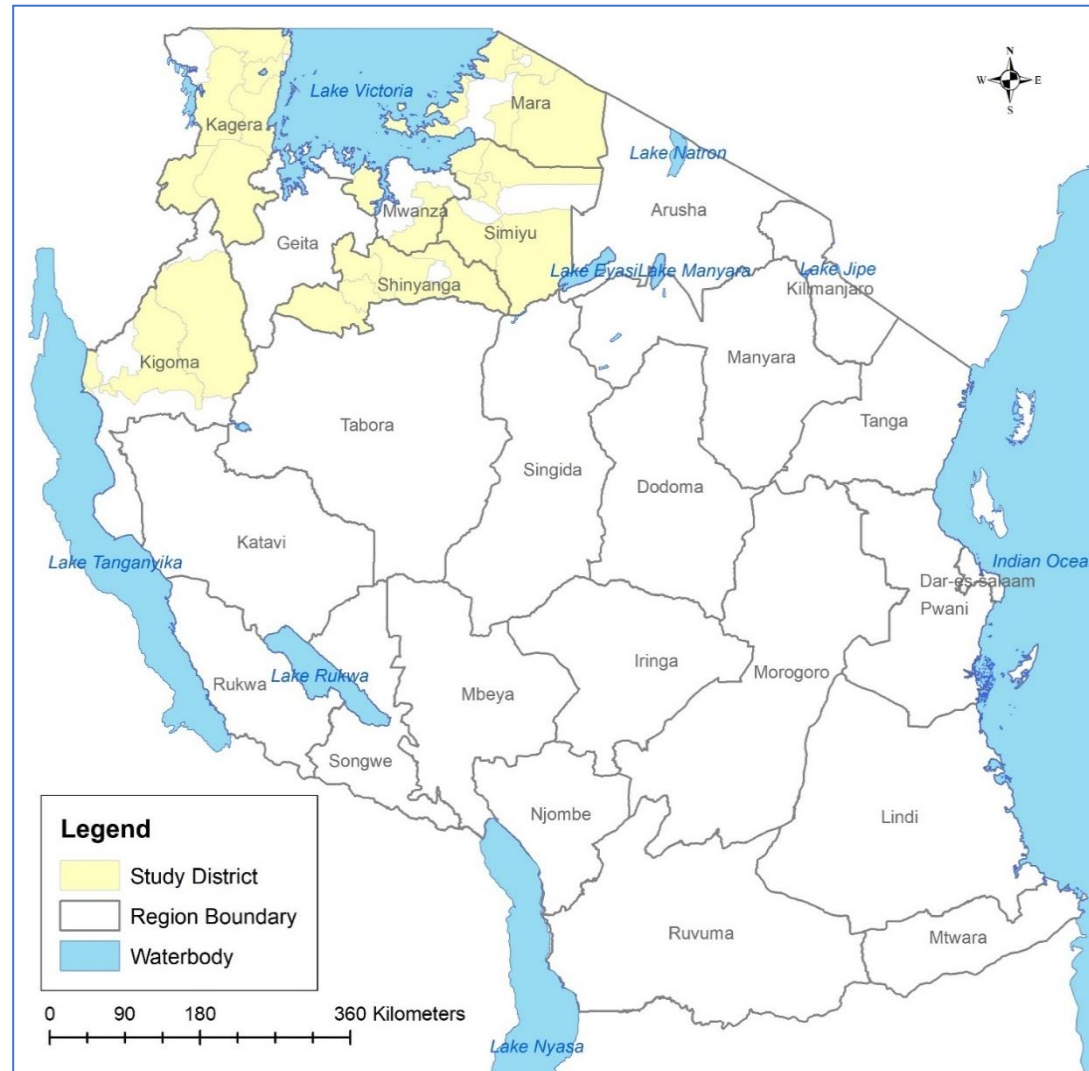 N
W E
S
Lake Victoria
Mara
Kagera
Lake Natron
Arusha
Mwanza
Simiyu
Geita
Lake Eyasi
Lake Manyara
Lake Jipe
Shinyanga
Kilmanjaro
Kigoma
Manyara
Tabora
Tanga
Singida
Dodoma
Katavi
Lake Tanganyika
Indian Ocea
Dar-es-salaam
Pwani
Iringa
Morogoro
Lake Rukwa
Rukwa
Mbeya
Songwe
Njombe
Lindi
Ruvuma
Mtwara
Lake Nyasa
Legend
Study District
Region Boundary
Waterbody
0 90 180 360 Kilometers